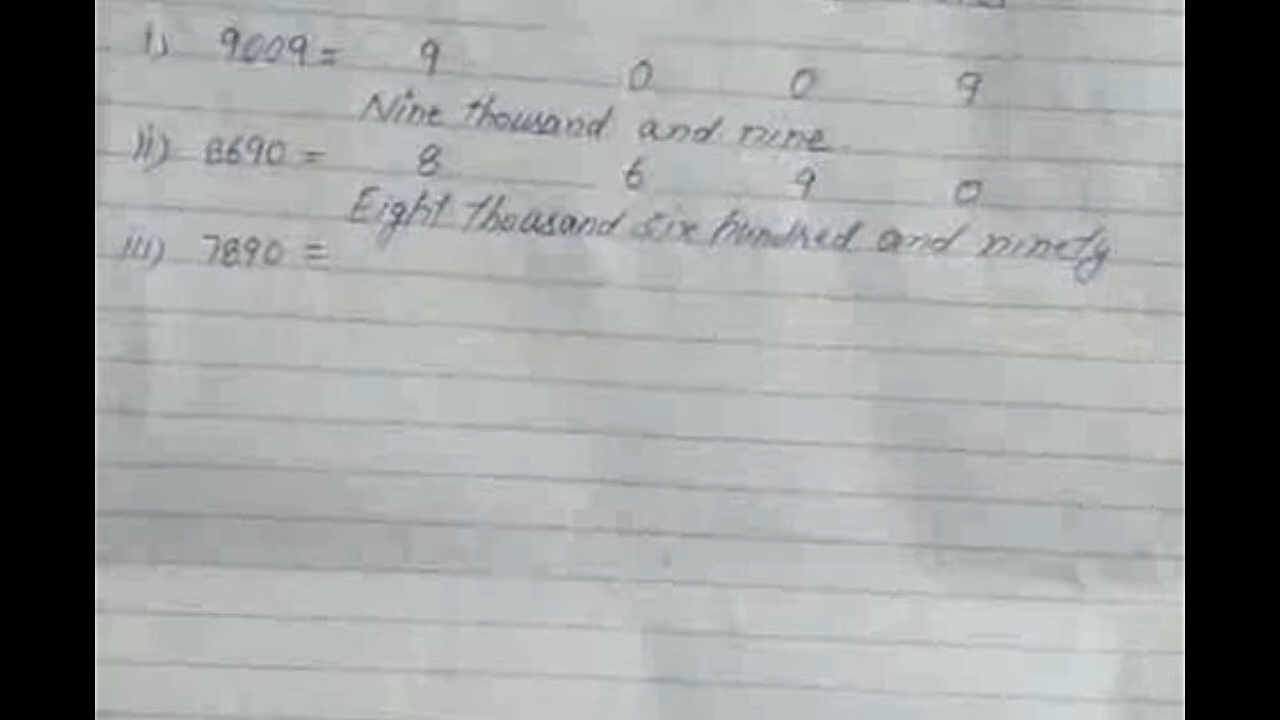 i) 9009 = 9 0 0 9
Nine thousand and nine
ii) 8690 = 8 6 9 0
Eight thousand six hundred and ninety
iii) 7890 =